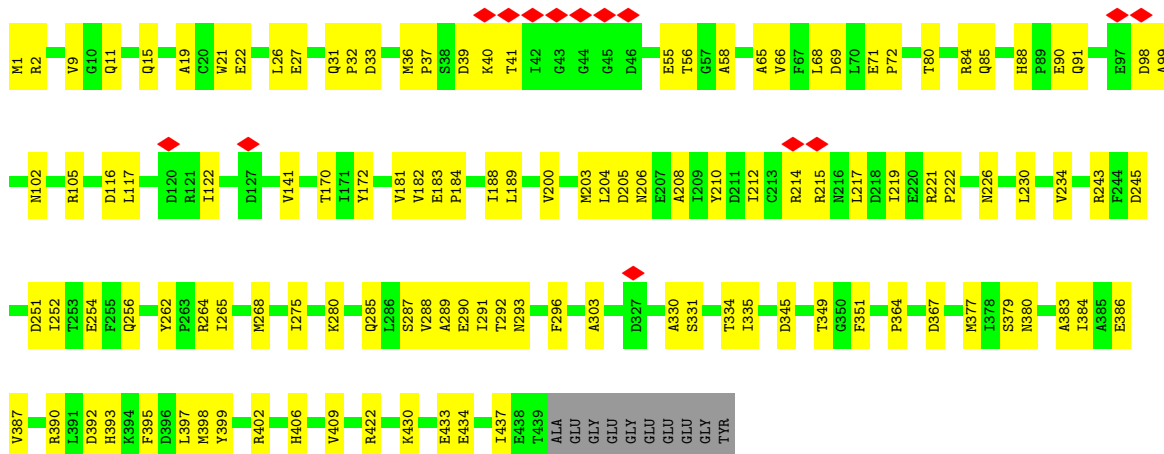 M1 R2 V9 G10 Q11 Q15 A19 C20 W21 E22 L26 E27 Q31 P32 D33 M36 P37 S38 D39 K40 T41 I42 G43 G44 G45 D46 E55 T56 G57 A58 A65 V66 F67 L68 D69 L70 E71 P72 T80 R84 Q85 H88 P89 E90 Q91 E97 D98 A99
N102 R105 D116 L117 D120 R121 I122 D127 V141 T170 I171 Y172 V181 V182 E183 P184 I188 L189 V200 M203 L204 D205 N206 E207 A208 I209 Y210 D211 I212 C213 R214 R215 N216 L217 D218 I219 E220 R221 P222 N226 L230 V234 R243 F244 D245
D251 I252 T253 E254 F255 Q256 Y262 P263 R264 I265 M268 I275 K280 Q285 L286 S287 V288 A289 E290 I291 T292 N293 F296 A303 D327 A330 S331 T334 I335 D345 T349 G350 F351 P364 D367 M377 I378 S379 N380 A383 I384 A385 E386
V387 R390 L391 D392 H393 K394 F395 D396 L397 M398 Y399 R402 H406 V409 R422 K430 E433 E434 I437 E438 T439 ALA GLU GLY GLU GLY GLU GLU GLU GLY TYR